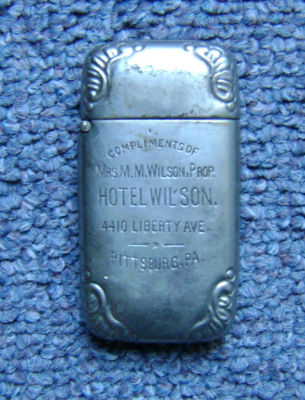 COMPLIMENTS OF
MRS. M. M. WILSON, PROP.
HOTEL WILSON.
4410 LIBERTY AVE.
PITTSBURG, PA.